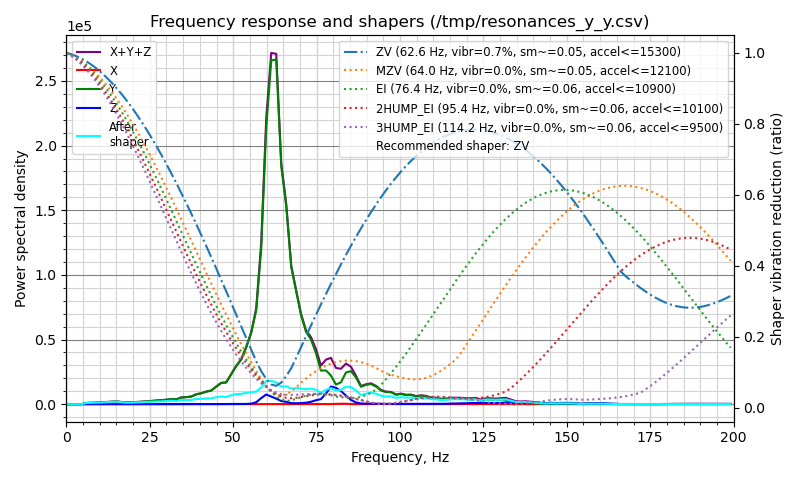 Frequency response and shapers (/tmp/resonances_y_y.csv)
1e5
X+Y+Z
X
Y
Z
After
shaper
ZV (62.6 Hz, vibr=0.7%, sm~=0.05, accel<=15300)
MZV (64.0 Hz, vibr=0.0%, sm~=0.05, accel<=12100)
EI (76.4 Hz, vibr=0.0%, sm~=0.06, accel<=10900)
2HUMP_EI (95.4 Hz, vibr=0.0%, sm~=0.06, accel<=10100)
3HUMP_EI (114.2 Hz, vibr=0.0%, sm~=0.06, accel<=9500)
Recommended shaper: ZV
Power spectral density
2.5
2.0
1.5
1.0
0.5
0.0
1.0
0.8
0.6
0.4
0.2
0.0
Shaper vibration reduction (ratio)
0 25 50 75 100 125 150 175 200
Frequency, Hz